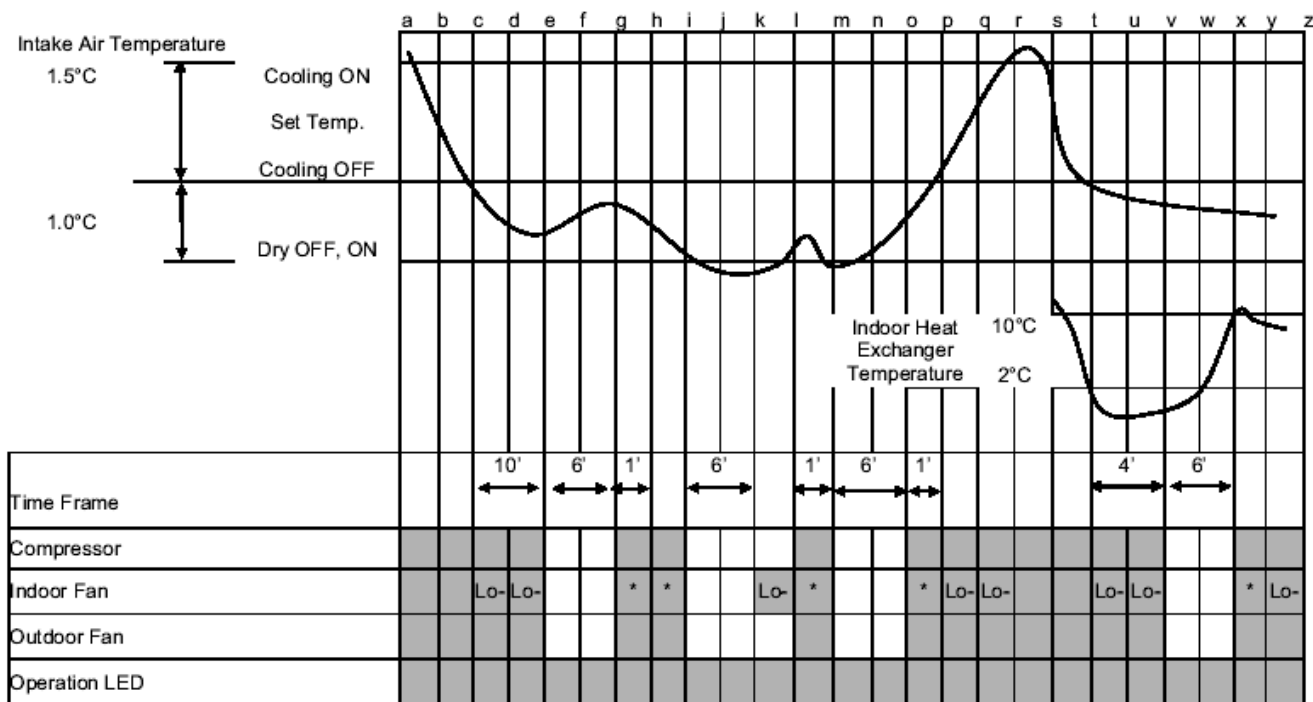 a b c d e f g h i j k l m n o p q r s t u v w x y z
Intake Air Temperature
1.5°C
Cooling ON
Set Temp.
Cooling OFF
1.0°C
Dry OFF, ON
Indoor Heat 10°C
Exchanger
Temperature 2°C
10’ 6’ 1’ 6’ 1’ 6’ 1’ 4’ 6’
Time Frame
Compressor
Indoor Fan Lo- Lo- * * Lo- * * Lo- Lo- Lo- Lo- * Lo-
Outdoor Fan
Operation LED